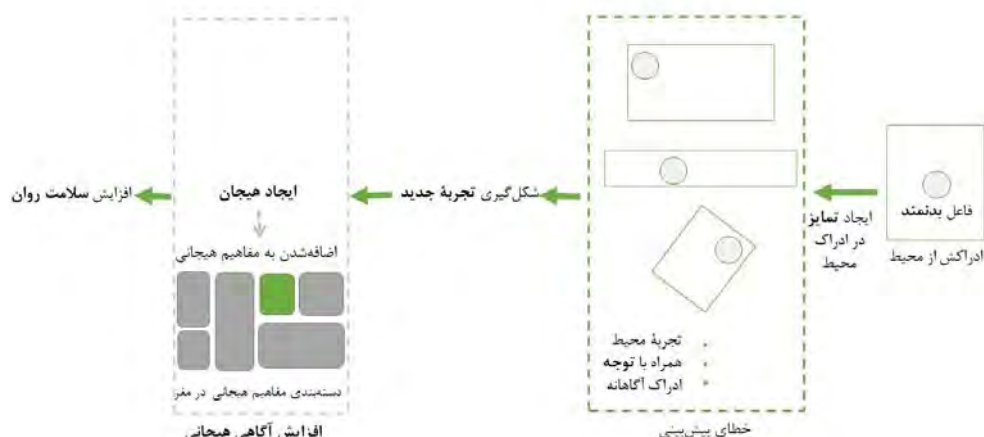 فاعل بدنمند
ادراکش از محیط
ایجاد تمایز
در ادراک
محیط
تجربهٔ محیط
همراه با توجه
ادراک آگاهانه
خطای پیش‌بینی
شکل‌گیری تجربهٔ جدید
ایجاد هیجان
اضافه‌شدن به مفاهیم هیجانی
دسته‌بندی مفاهیم هیجانی در مغز
افزایش آگاهی هیجانی
افزایش سلامت روان